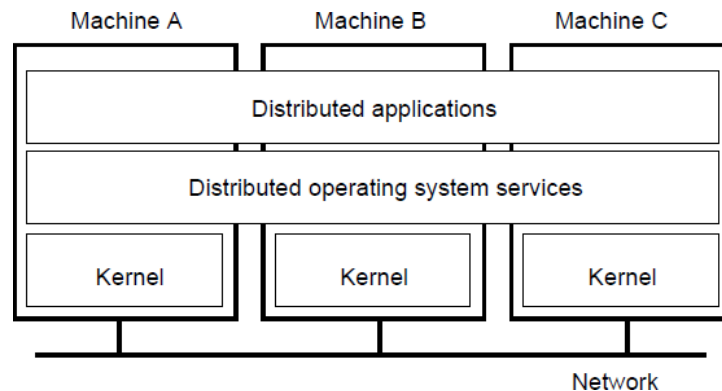 Machine A
Machine B
Machine C
Distributed applications
Distributed operating system services
Kernel
Kernel
Kernel
Network